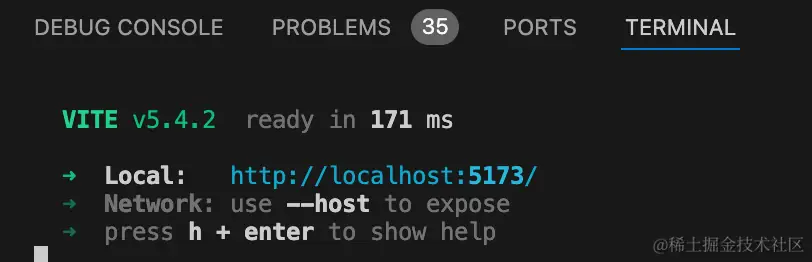 DEBUG CONSOLE PROBLEMS 35 PORTS TERMINAL
VITE v5.4.2 ready in 171 ms
➜ Local: http://localhost:5173/
➜ Network: use --host to expose
➜ press h + enter to show help
@稀土掘金技术社区